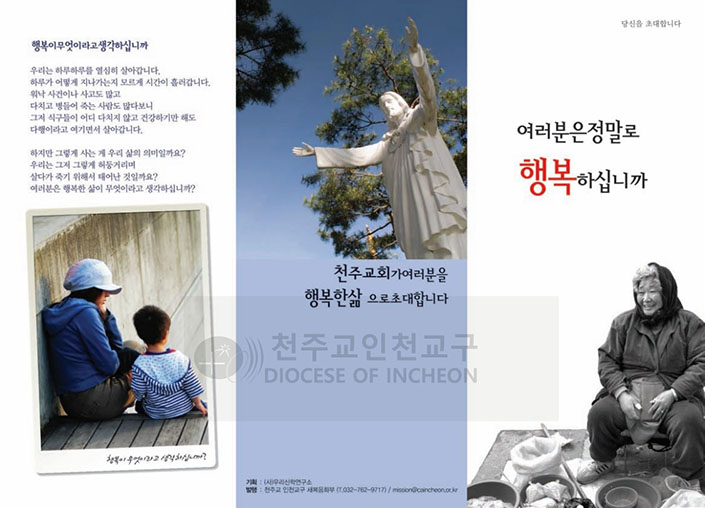 행복이무엇이라고생각하십니까
우리는 하루하루를 열심히 살아갑니다.
하루가 어떻게 지나가는지 모르게 시간이 흘러갑니다.
워낙 사건이나 사고도 많고
다치고 병들어 죽는 사람도 많다보니
그저 식구들이 어디 다치지 않고 건강하기만 해도
다행이라고 여기면서 살아갑니다.
하지만 그렇게 사는 게 우리 삶의 의미일까요?
우리는 그저 그렇게 허둥거리며
살다가 죽기 위해서 태어난 것일까요?
여러분은 행복한 삶이 무엇이라고 생각하십니까?
행복이 무엇이라고 생각하십니까?
천주교회가여러분을
행복한삶 으로초대합니다
천주교인천교구
DIOCESE OF INCHEON
기획 : (사)우리신학연구소
발행 : 천주교 인천교구 새복음화부 (T.032-762-9717) / mission@caincheon.or.kr
당신을 초대합니다
여러분은정말로
행복하십니까